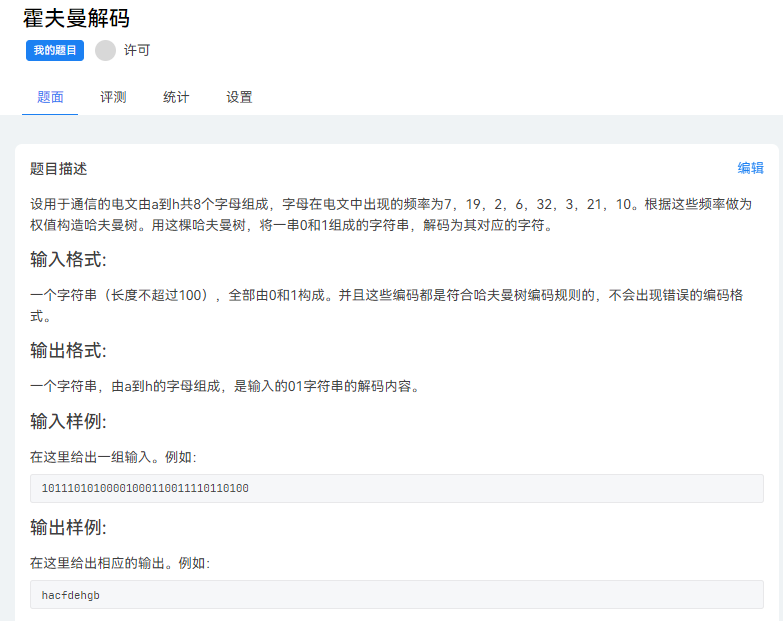 霍夫曼解码
我的题目 许可
题面 评测 统计 设置
题目描述 编辑
设用于通信的电文由a到h共8个字母组成，字母在电文中出现的频率为7，19，2，6，32，3，21，10。根据这些频率做为
权值构造哈夫曼树。用这棵哈夫曼树，将一串0和1组成的字符串，解码为其对应的字符。
输入格式:
一个字符串（长度不超过100），全部由0和1构成。并且这些编码都是符合哈夫曼树编码规则的，不会出现错误的编码格
式。
输出格式:
一个字符串，由a到h的字母组成，是输入的01字符串的解码内容。
输入样例:
在这里给出一组输入。例如：
10111010100001000110011110110100
输出样例:
在这里给出相应的输出。例如：
hacfdehgb